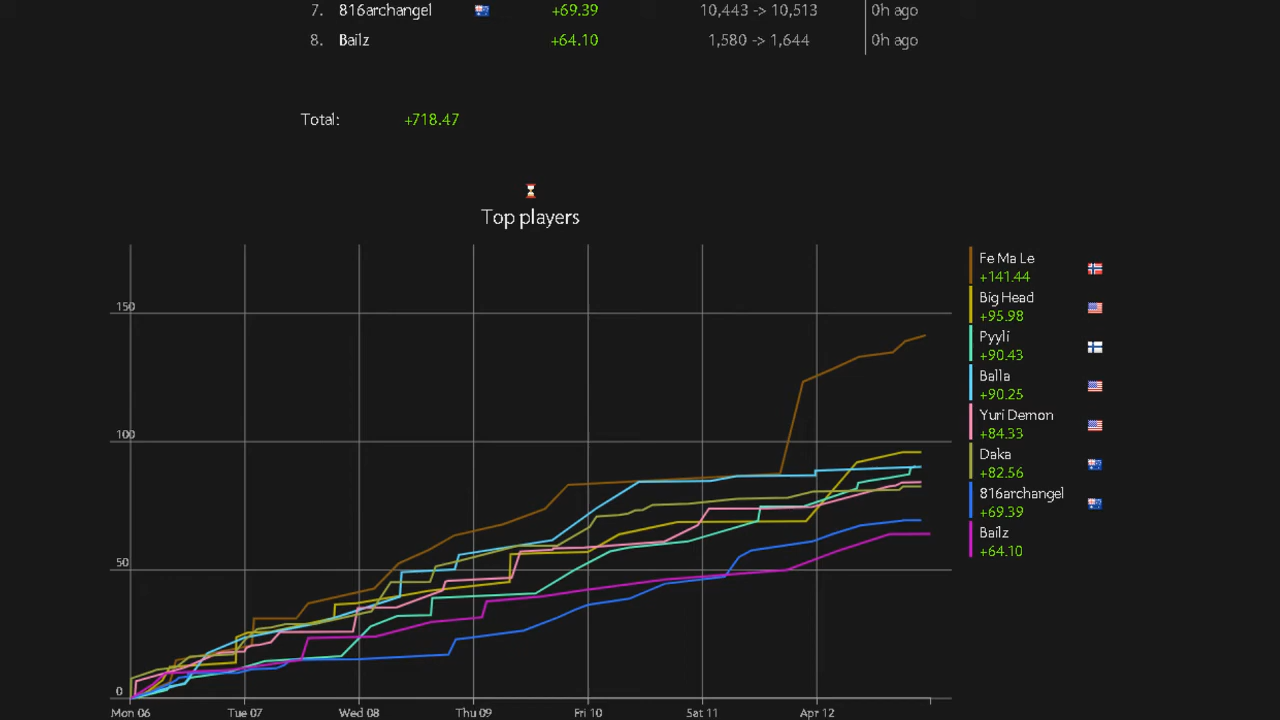 7. 816archangel +69.39 10,443 -> 10,513 0h ago
8. Bailz +64.10 1,580 -> 1,644 0h ago
Total: +718.47
Top players
150
100
50
0
Mon 06 Tue 07 Wed 08 Thu 09 Fri 10 Sat 11 Apr 12
Fe Ma Le
+141.44
Big Head
+95.98
Pyyli
+90.43
Balla
+90.25
Yuri Demon
+84.33
Daka
+82.56
816archangel
+69.39
Bailz
+64.10